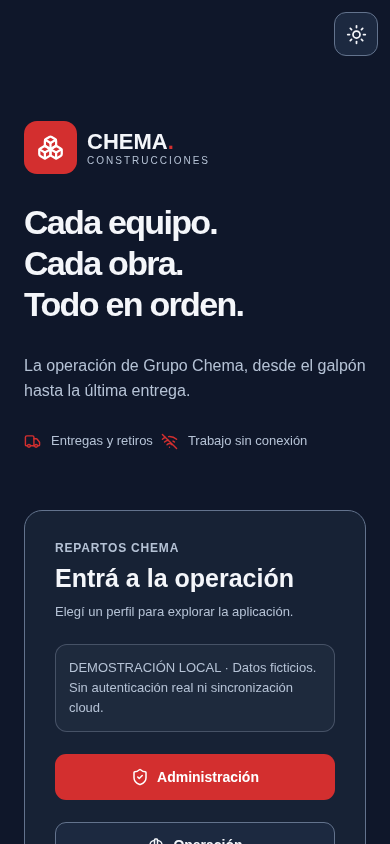 CHEMA.
CONSTRUCCIONES
Cada equipo.
Cada obra.
Todo en orden.
La operación de Grupo Chema, desde el galpón
hasta la última entrega.
Entregas y retiros
Trabajo sin conexión
REPARTOS CHEMA
Entrá a la operación
Elegí un perfil para explorar la aplicación.
DEMOSTRACIÓN LOCAL · Datos ficticios.
Sin autenticación real ni sincronización
cloud.
Administración
Operación